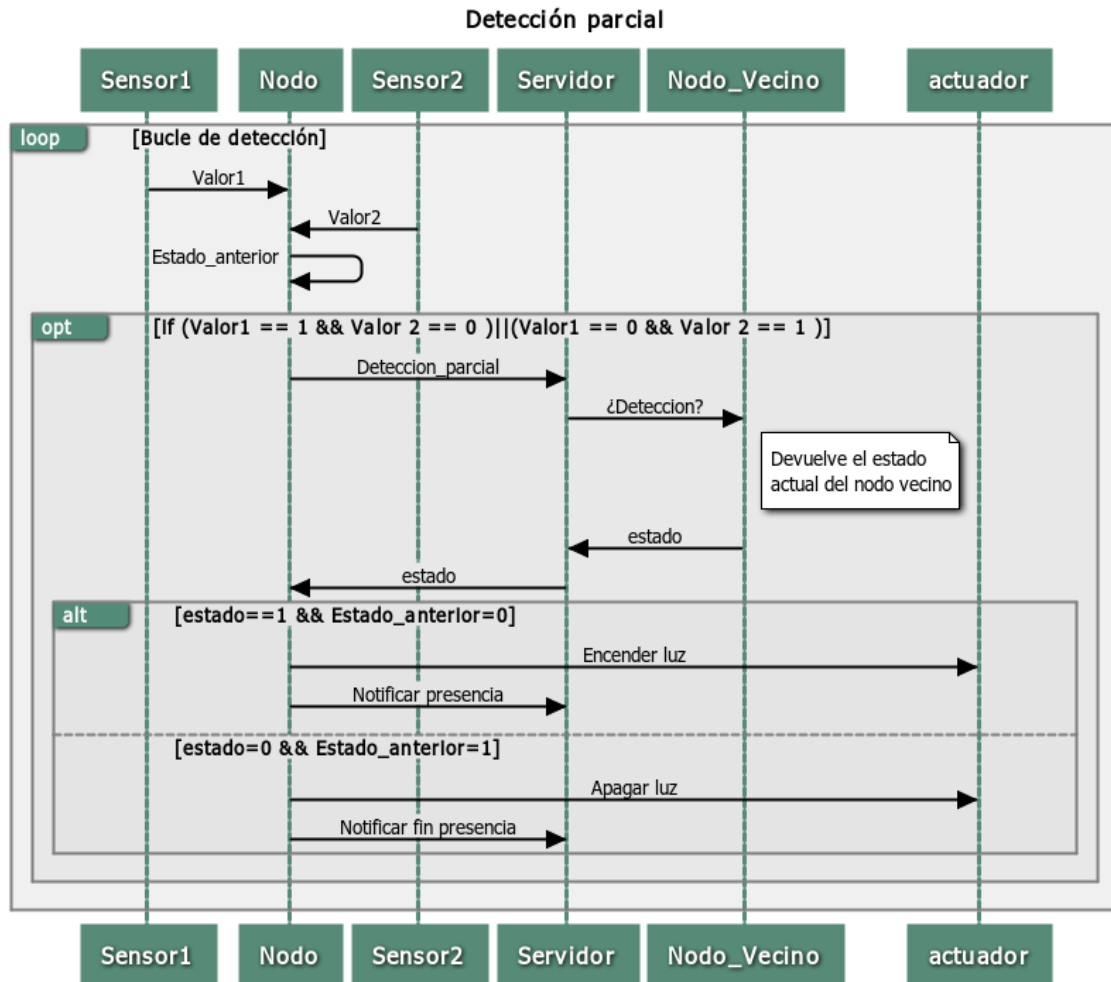 Detección parcial
Sensor1 Nodo Sensor2 Servidor Nodo_Vecino actuador
loop [Bucle de detección]
Valor1
Valor2
Estado_anterior
opt [If (Valor1 == 1 && Valor 2 == 0 )||(Valor1 == 0 && Valor 2 == 1 )]
Deteccion_parcial
¿Deteccion?
Devuelve el estado
actual del nodo vecino
estado
estado
alt [estado==1 && Estado_anterior=0]
Encender luz
Notificar presencia
[estado=0 && Estado_anterior=1]
Apagar luz
Notificar fin presencia
Sensor1 Nodo Sensor2 Servidor Nodo_Vecino actuador